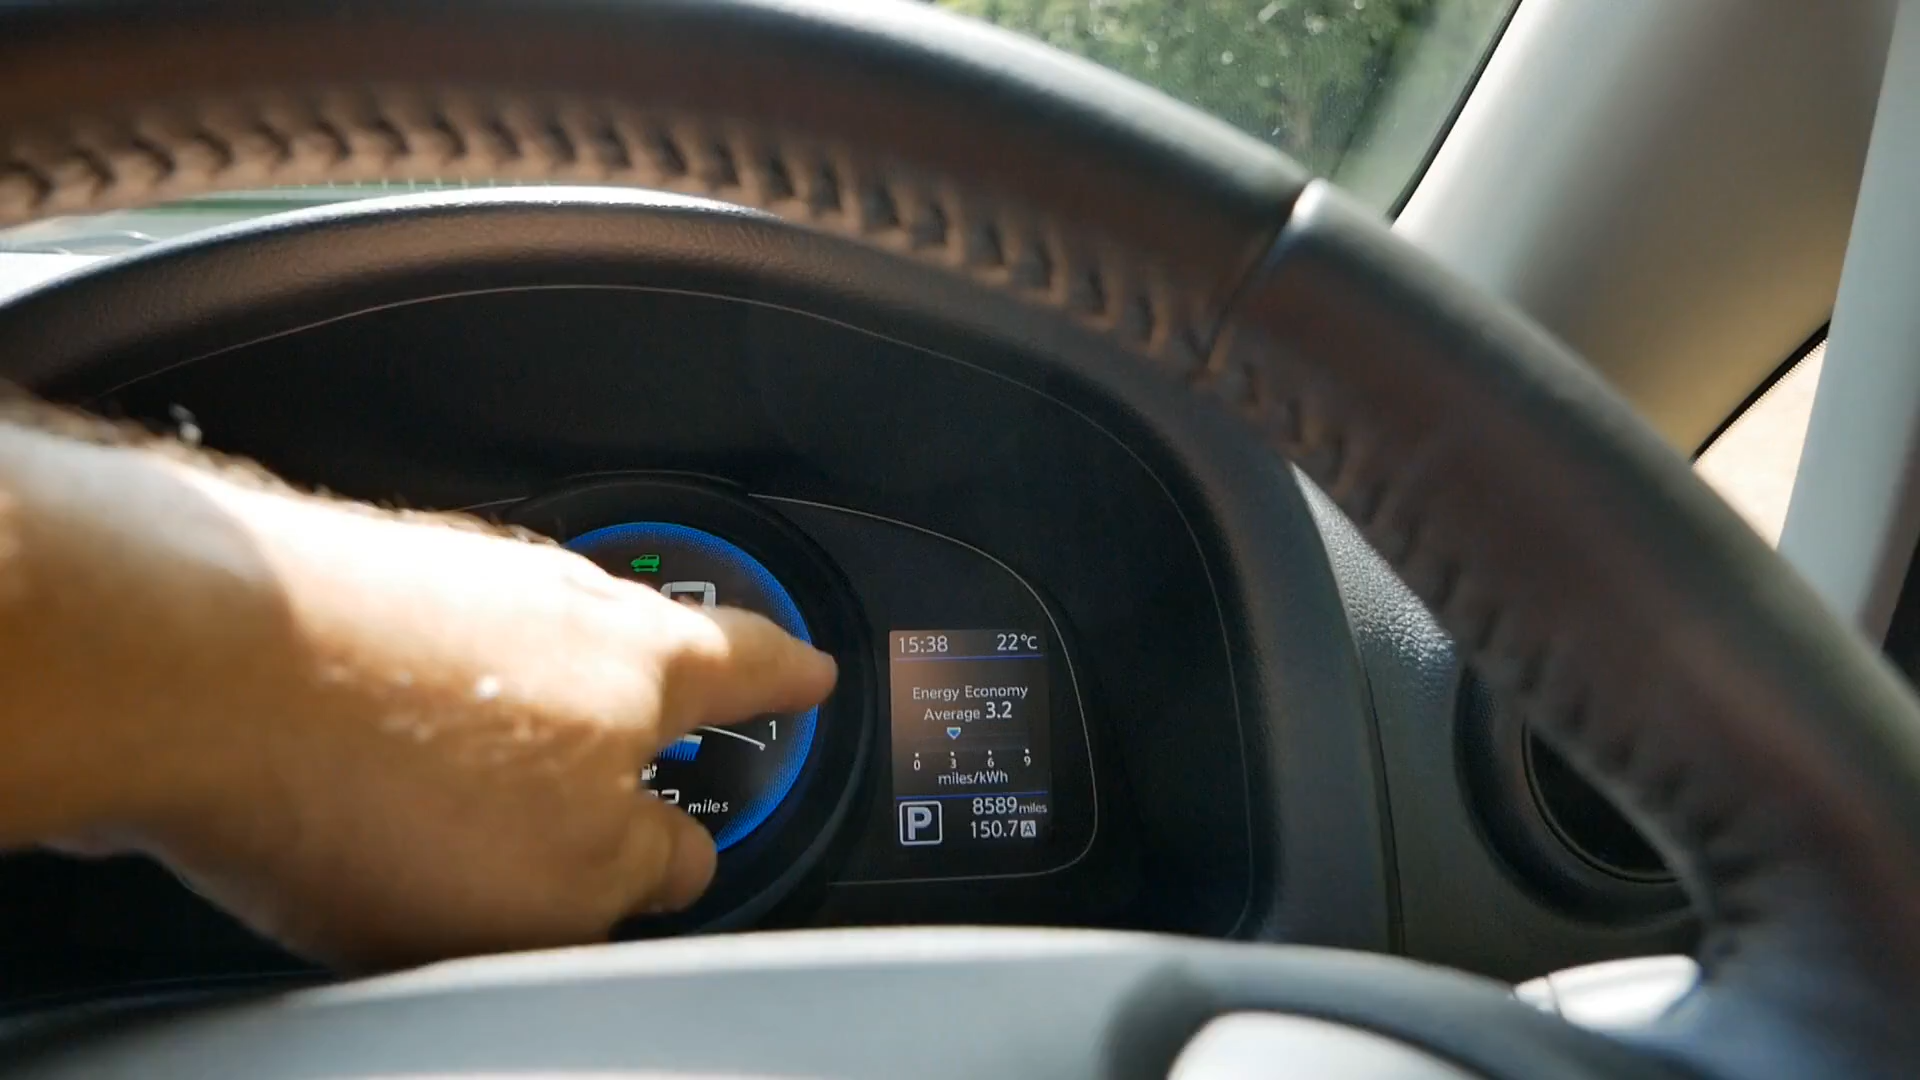 15:38 22°C
Energy Economy
Average 3.2
0 3 6 9
miles/kWh
P 8589 miles
150.7 A
1
miles